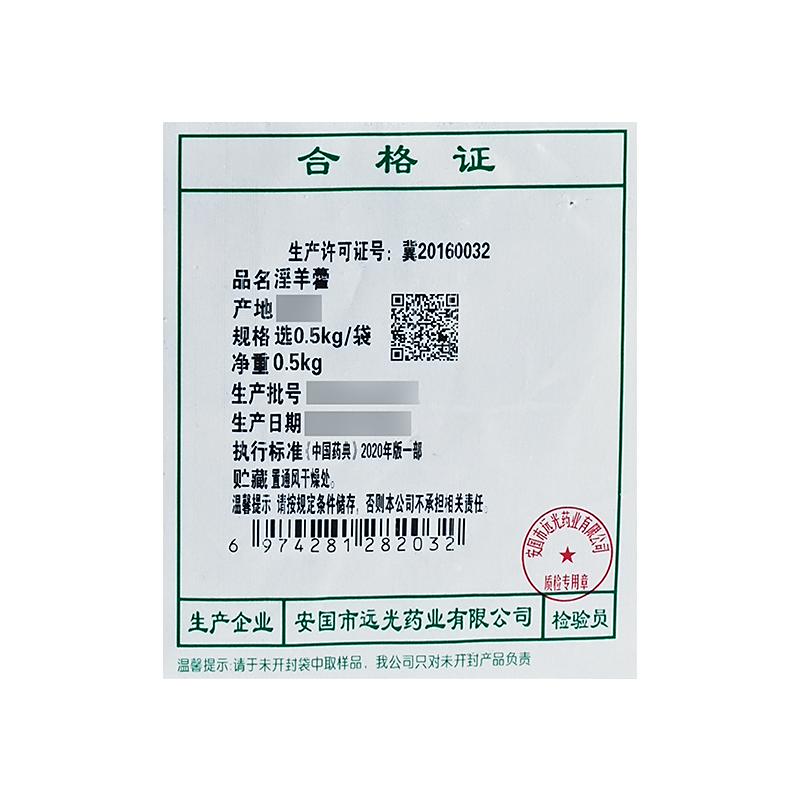 合格证
生产许可证号：冀20160032
品名 淫羊藿
产地
规格 选0.5kg/袋
净重 0.5kg
生产批号
生产日期
执行标准《中国药典》2020年版一部
贮藏 置通风干燥处。
温馨提示 请按规定条件储存，否则本公司不承担相关责任。
6 974281 282032
安国市远光药业有限公司
质检专用章
生产企业 安国市远光药业有限公司 检验员
温馨提示:请于未开封袋中取样品，我公司只对未开封产品负责